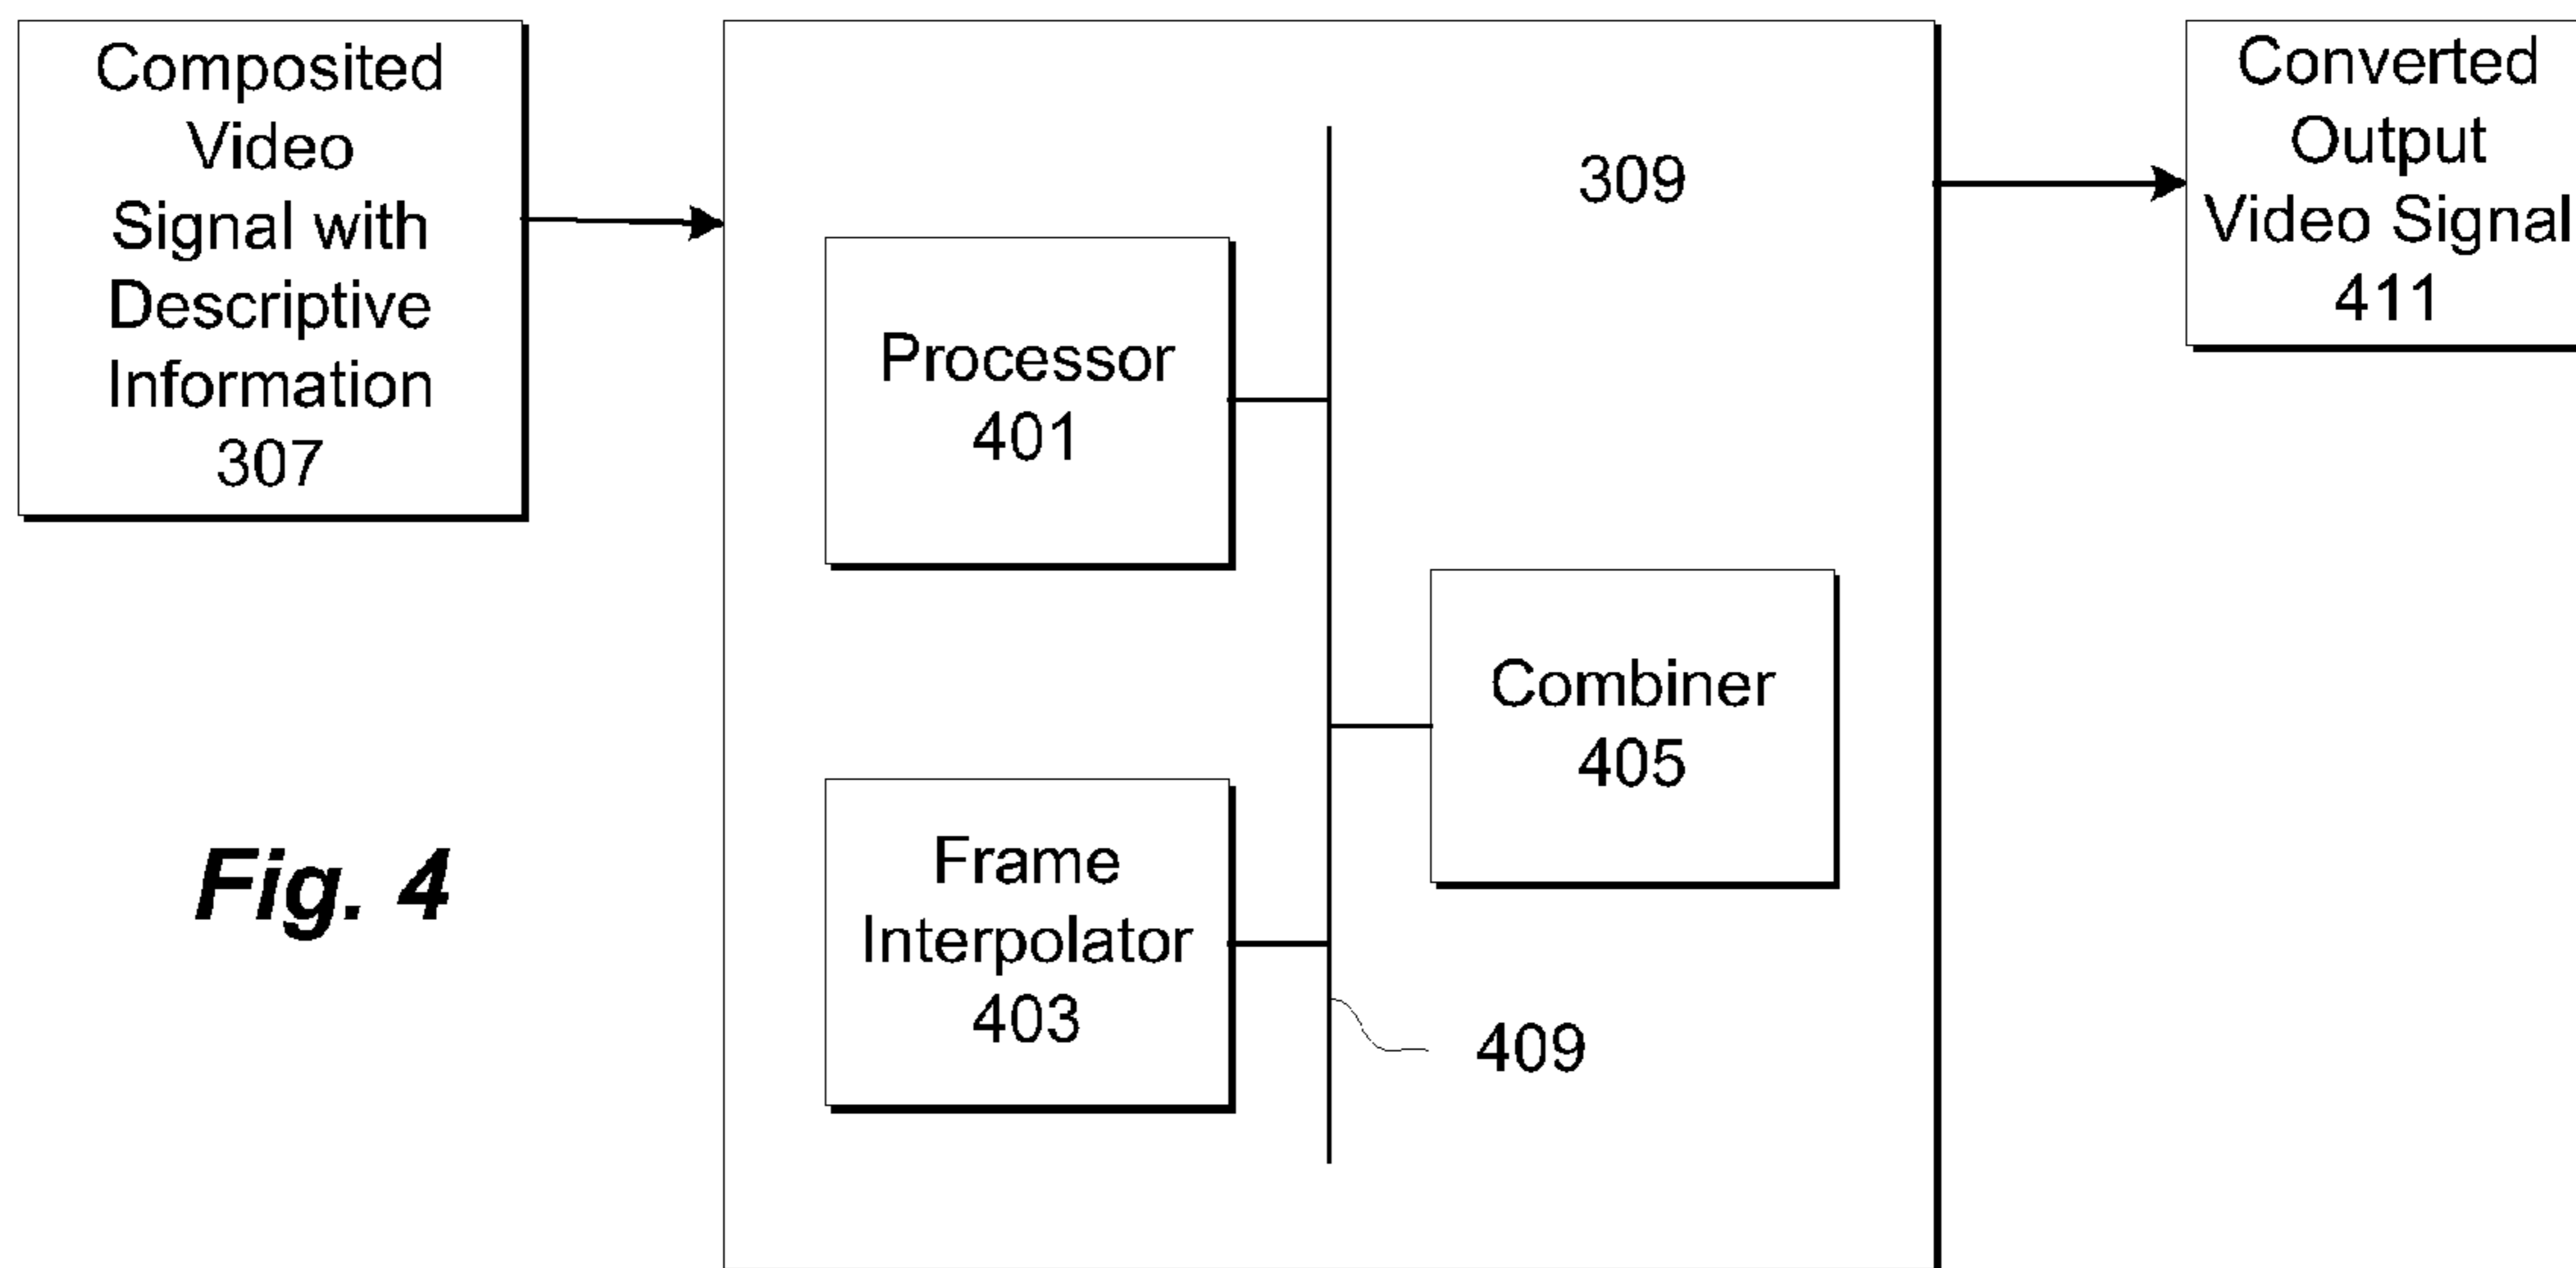 Composited
Video
Signal with
Descriptive
Information
307
309
Processor
401
Combiner
405
Frame
Interpolator
403
409
Converted
Output
Video Signal
411
Fig. 4